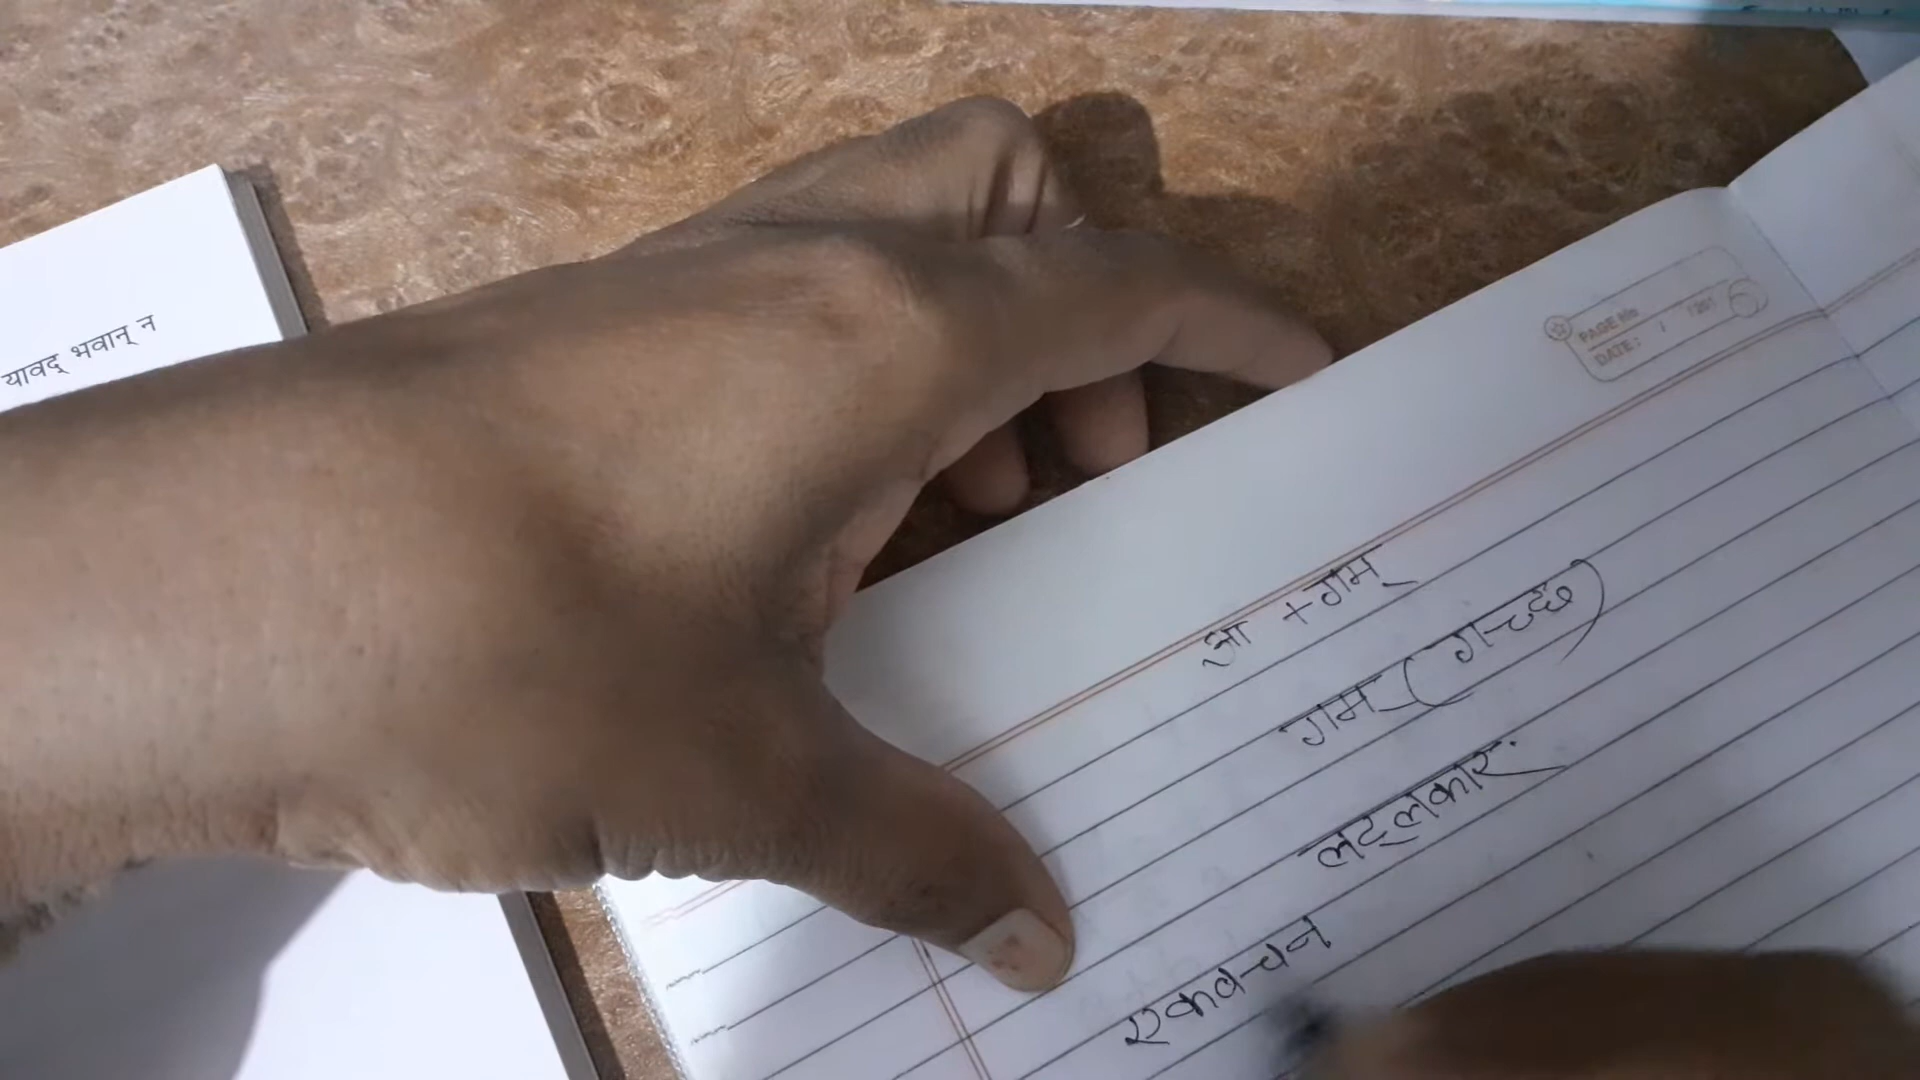 यावद् भवान् न
PAGE No.
DATE:
आ + गम्
गम् (गच्छ)
लट्लकार:
एकवचन